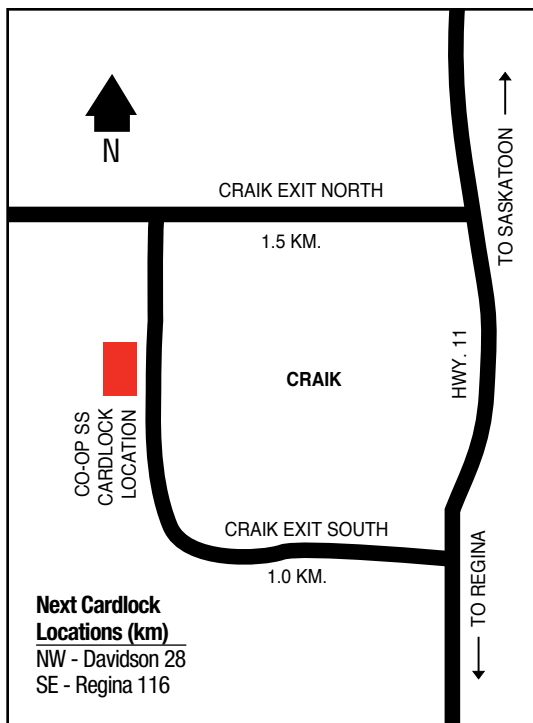 N
CRAIK EXIT NORTH
1.5 KM.
TO SASKATOON
HWY. 11
CRAIK
CO-OP SS
CARDLOCK
LOCATION
CRAIK EXIT SOUTH
1.0 KM.
TO REGINA
Next Cardlock
Locations (km)
NW - Davidson 28
SE - Regina 116